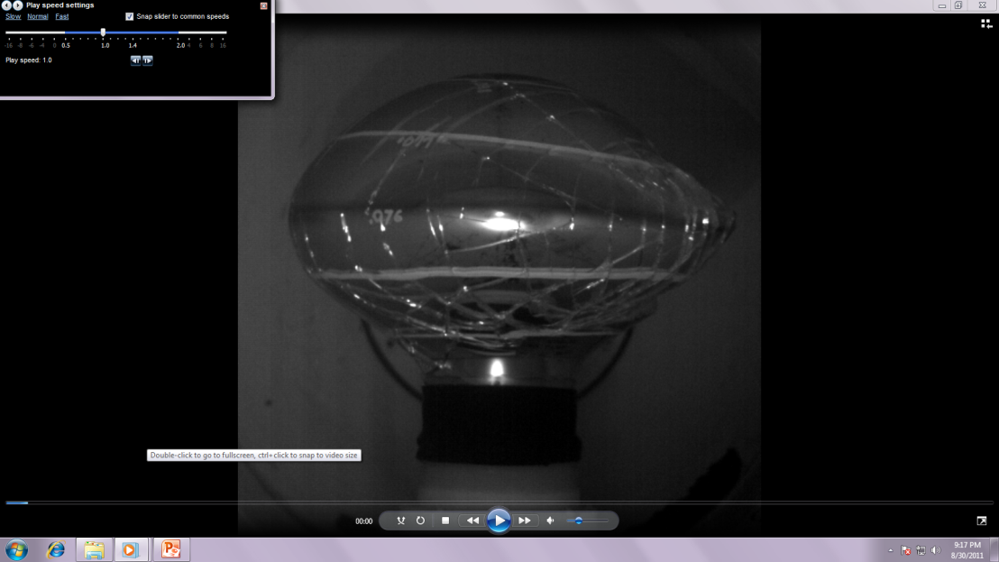 Play speed settings
Slow Normal Fast
Snap slider to common speeds
-16 -8 -6 -4 0 0.5 1.0 1.4 2.0 4 6 8 16
Play speed: 1.0
.076
Double-click to go to fullscreen, ctrl+click to snap to video size
00:00
9:17 PM
8/30/2011